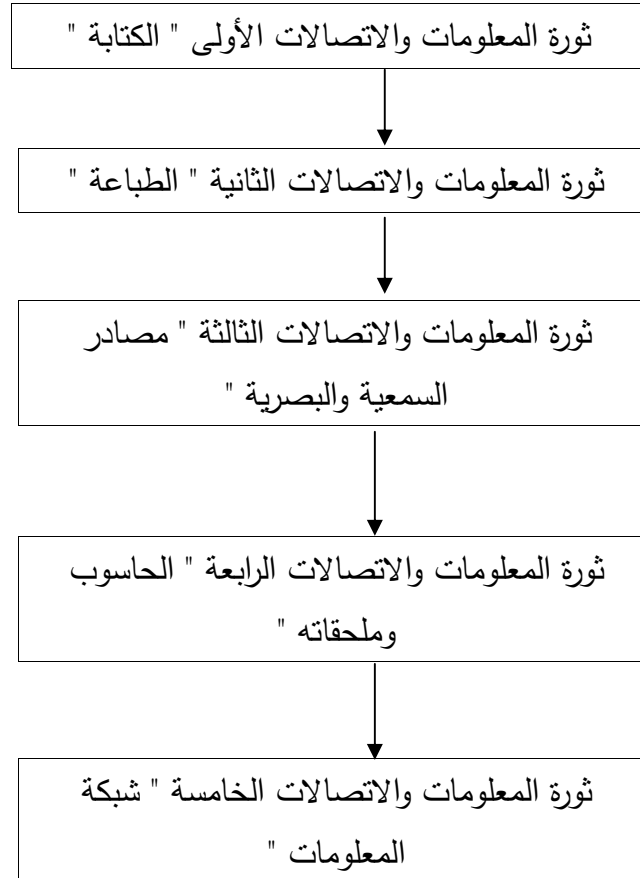 ثورة المعلومات والاتصالات الأولى " الكتابة "
ثورة المعلومات والاتصالات الثانية " الطباعة "
ثورة المعلومات والاتصالات الثالثة " مصادر
السمعية والبصرية "
ثورة المعلومات والاتصالات الرابعة " الحاسوب
وملحقاته "
ثورة المعلومات والاتصالات الخامسة " شبكة
المعلومات "